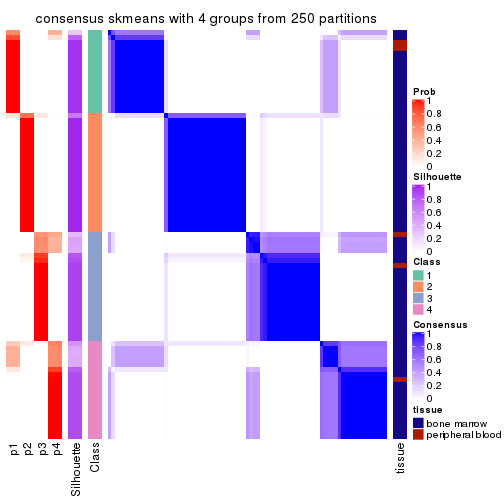 consensus skmeans with 4 groups from 250 partitions
Prob
1
0.8
0.6
0.4
0.2
0
Silhouette
1
0.8
0.6
0.4
0.2
0
Class
1
2
3
4
Consensus
1
0.8
0.6
0.4
0.2
0
tissue
bone marrow
peripheral blood
p1
p2
p3
p4
Silhouette
Class
tissue